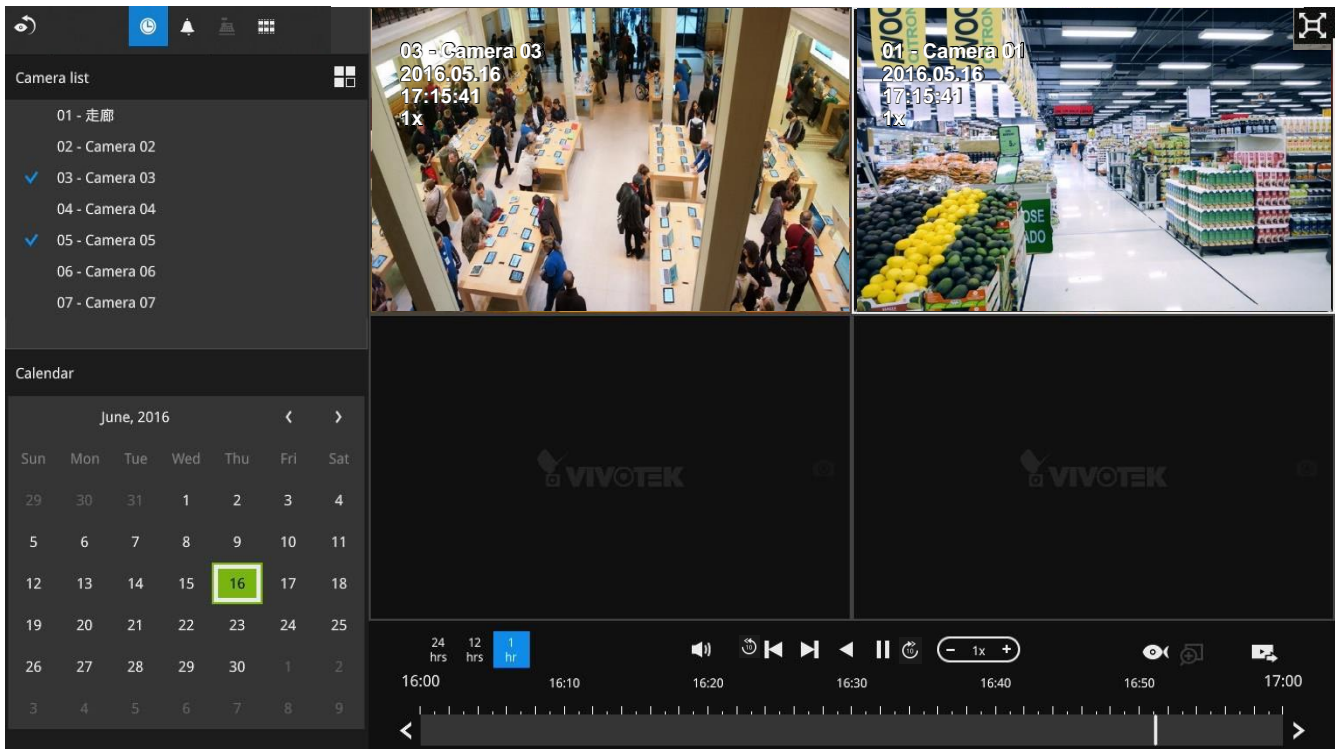 Camera list
01 - 走廊
02 - Camera 02
03 - Camera 03
04 - Camera 04
05 - Camera 05
06 - Camera 06
07 - Camera 07
Calendar
June, 2016
Sun Mon Tue Wed Thu Fri Sat
29 30 31 1 2 3 4
5 6 7 8 9 10 11
12 13 14 15 16 17 18
19 20 21 22 23 24 25
26 27 28 29 30 1 2
3 4 5 6 7 8 9
03 - Camera 03
2016.05.16
17:15:41
1x
01 - Camera 01
2016.05.16
17:15:41
1x
VIVOTEK
VIVOTEK
24 hrs
12 hrs
1 hr
10
10
1x
16:00 16:10 16:20 16:30 16:40 16:50 17:00